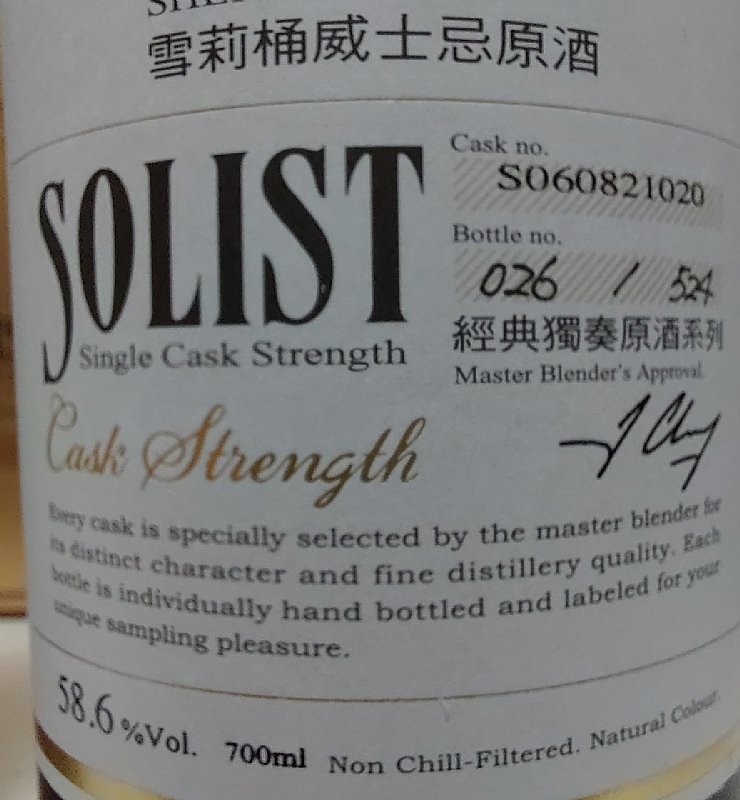 雪莉桶威士忌原酒
SOLIST
Single Cask Strength
Cask no.
S060821020
Bottle no.
026 / 524
經典獨奏原酒系列
Master Blender's Approval.
Cask Strength
Every cask is specially selected by the master blender for
its distinct character and fine distillery quality. Each
bottle is individually hand bottled and labeled for your
unique sampling pleasure.
58.6 %Vol. 700ml Non Chill-Filtered. Natural Colour.